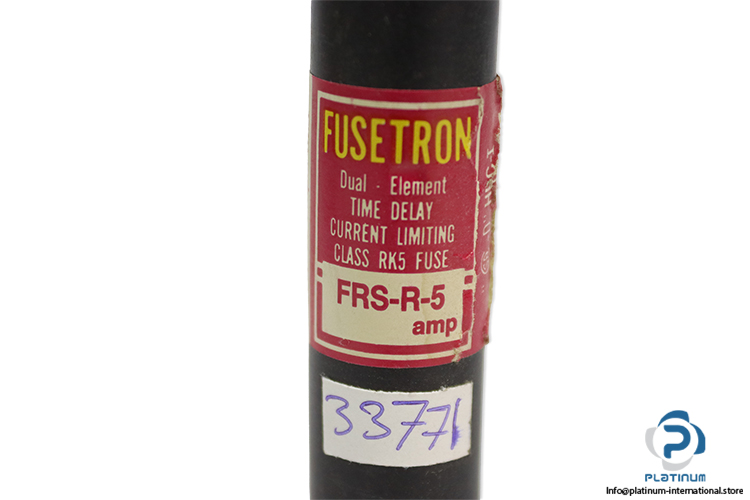 FUSETRON
Dual - Element
TIME DELAY
CURRENT LIMITING
CLASS RK5 FUSE
FRS-R-5
amp
33771
PLATINUM
Info@platinum-international.store